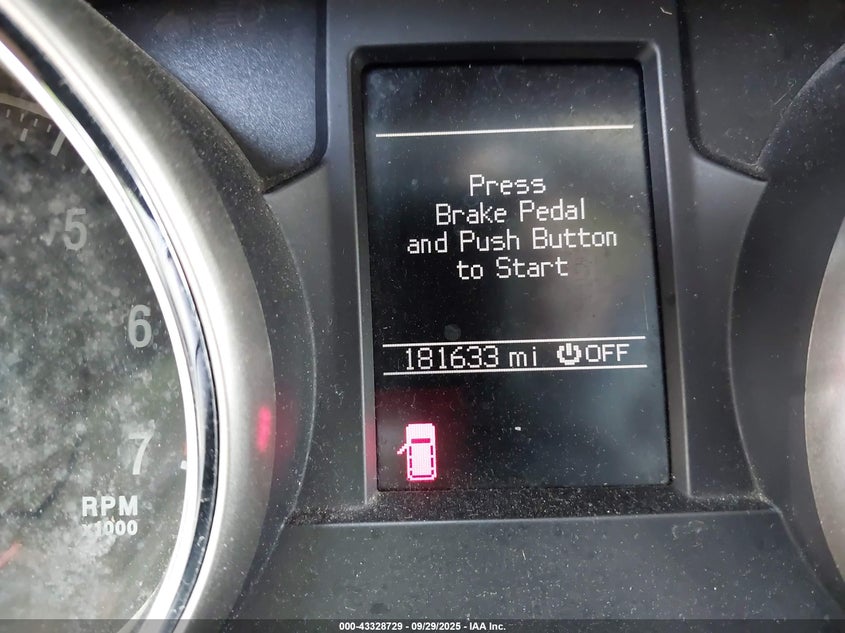 Press
Brake Pedal
and Push Button
to Start
181633 mi OFF
5
6
7
RPM
x1000
000-43328729 - 09/29/2025 - IAA Inc.